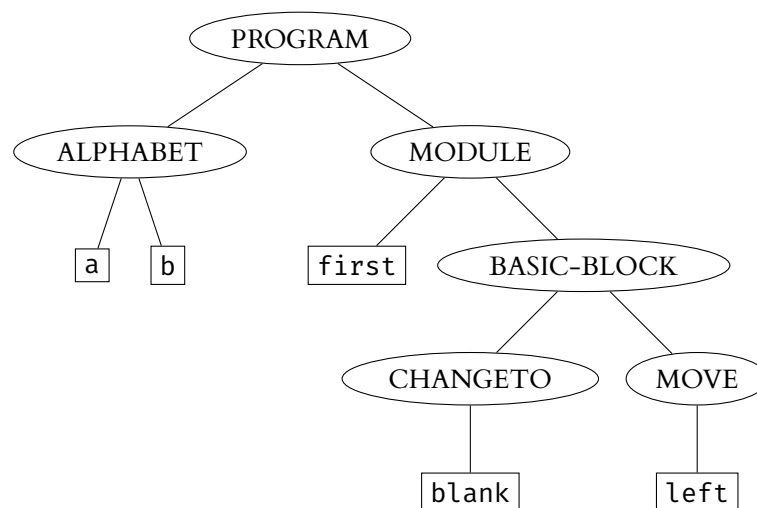 PROGRAM
ALPHABET MODULE
a b first BASIC-BLOCK
CHANGETO MOVE
blank left